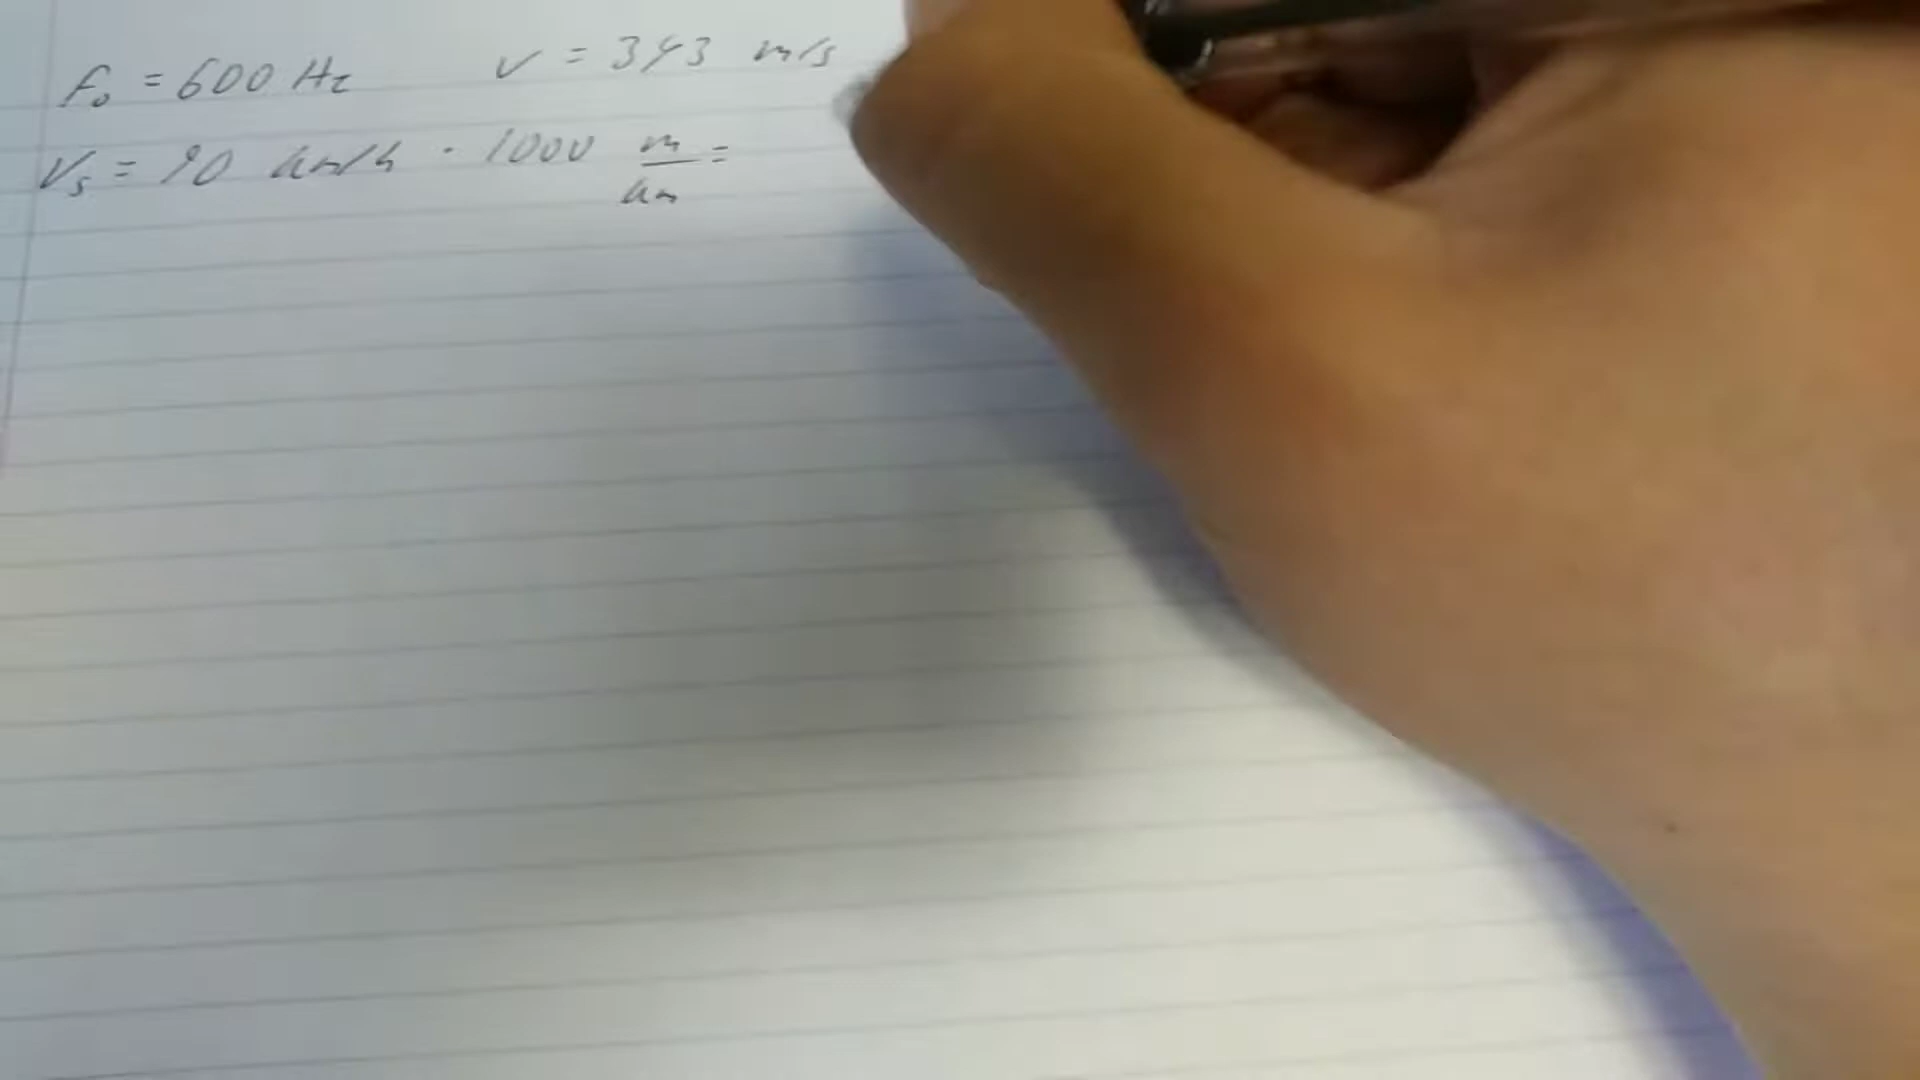 f₀ = 600 Hz v = 343 m/s
Vs = 90 km/h · 1000 m/km =